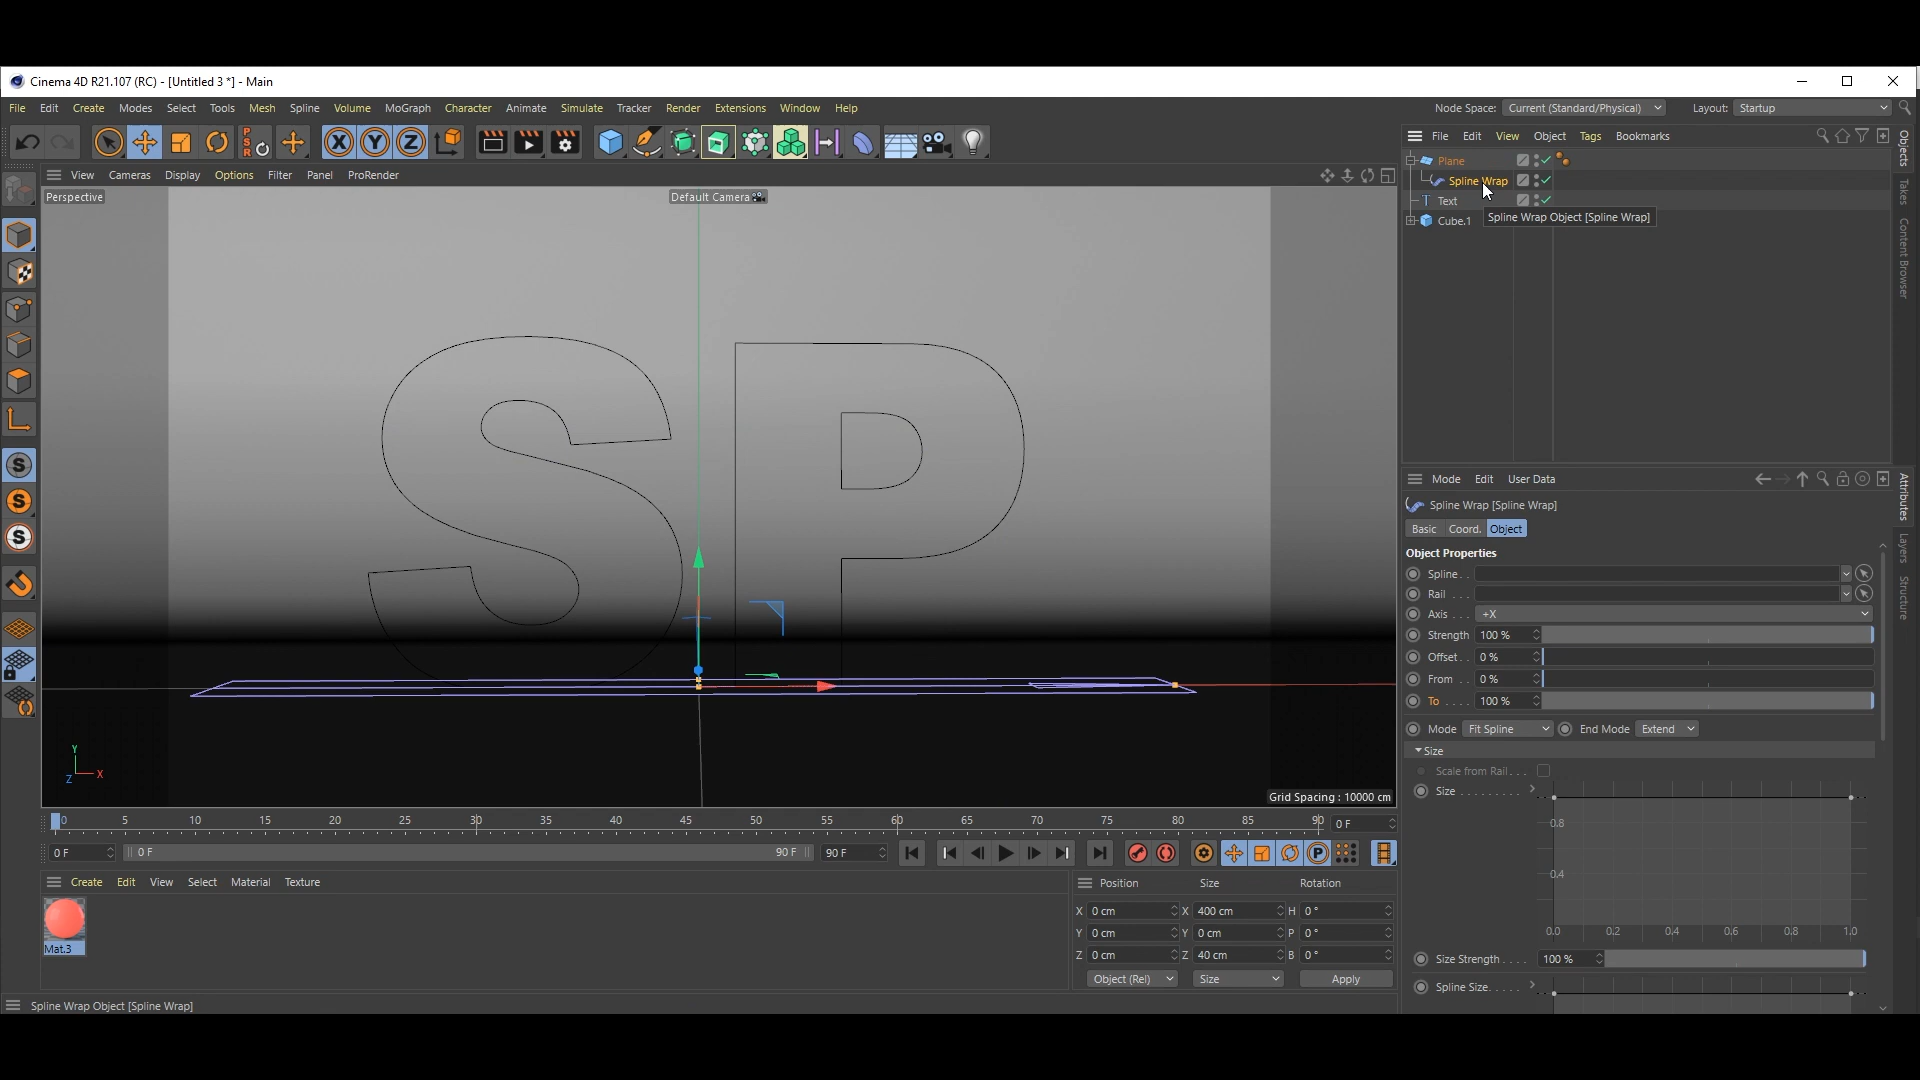 Cinema 4D R21.107 (RC) - [Untitled 3 *] - Main
File Edit Create Modes Select Tools Mesh Spline Volume MoGraph Character Animate Simulate Tracker Render Extensions Window Help
Node Space: Current (Standard/Physical) Layout: Startup
X Y Z
PSR
File Edit View Object Tags Bookmarks
View Cameras Display Options Filter Panel ProRender
Perspective
Default Camera
Plane
Spline Wrap
Text
Cube.1
Spline Wrap Object [Spline Wrap]
Objects
Takes
Content Browser
S
S
S
S P
Mode Edit User Data
Spline Wrap [Spline Wrap]
Basic Coord. Object
Object Properties
Spline . .
Rail . . .
Axis . . . +X
Strength 100 %
Offset . . 0 %
From . . 0 %
To . . . . 100 %
Mode Fit Spline End Mode Extend
Size
Scale from Rail . . .
Size . . . . . . . . .
0.8
0.4
0.0 0.2 0.4 0.6 0.8 1.0
Size Strength . . . . 100 %
Spline Size. . . . .
Attributes
Layers
Structure
Y
Z X
Grid Spacing : 10000 cm
0 5 10 15 20 25 30 35 40 45 50 55 60 65 70 75 80 85 90 0 F
0 F 0 F 90 F 90 F
P
Create Edit View Select Material Texture
Mat.3
Position Size Rotation
X 0 cm X 400 cm H 0 °
Y 0 cm Y 0 cm P 0 °
Z 0 cm Z 40 cm B 0 °
Object (Rel) Size Apply
Spline Wrap Object [Spline Wrap]